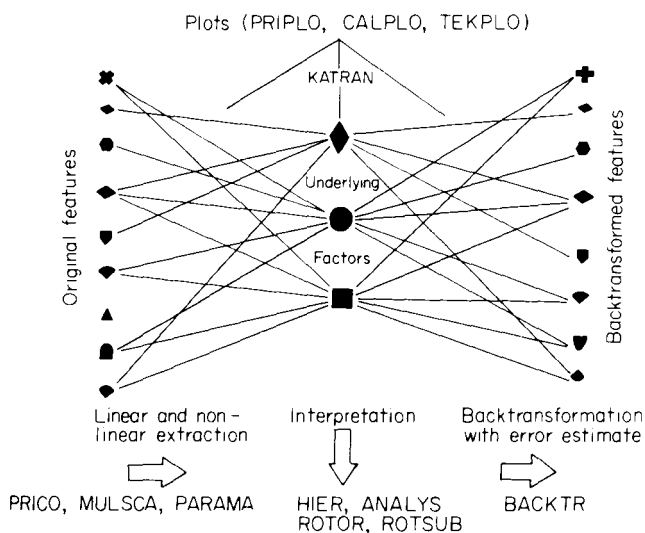 Plots (PRIPLO, CALPLO, TEKPLO)
KATRAN
Original features
Underlying
Factors
Backtransformed features
Linear and non-
linear extraction
Interpretation
Backtransformation
with error estimate
PRICO, MULSCA, PARAMA
HIER, ANALYS
ROTOR, ROTSUB
BACKTR